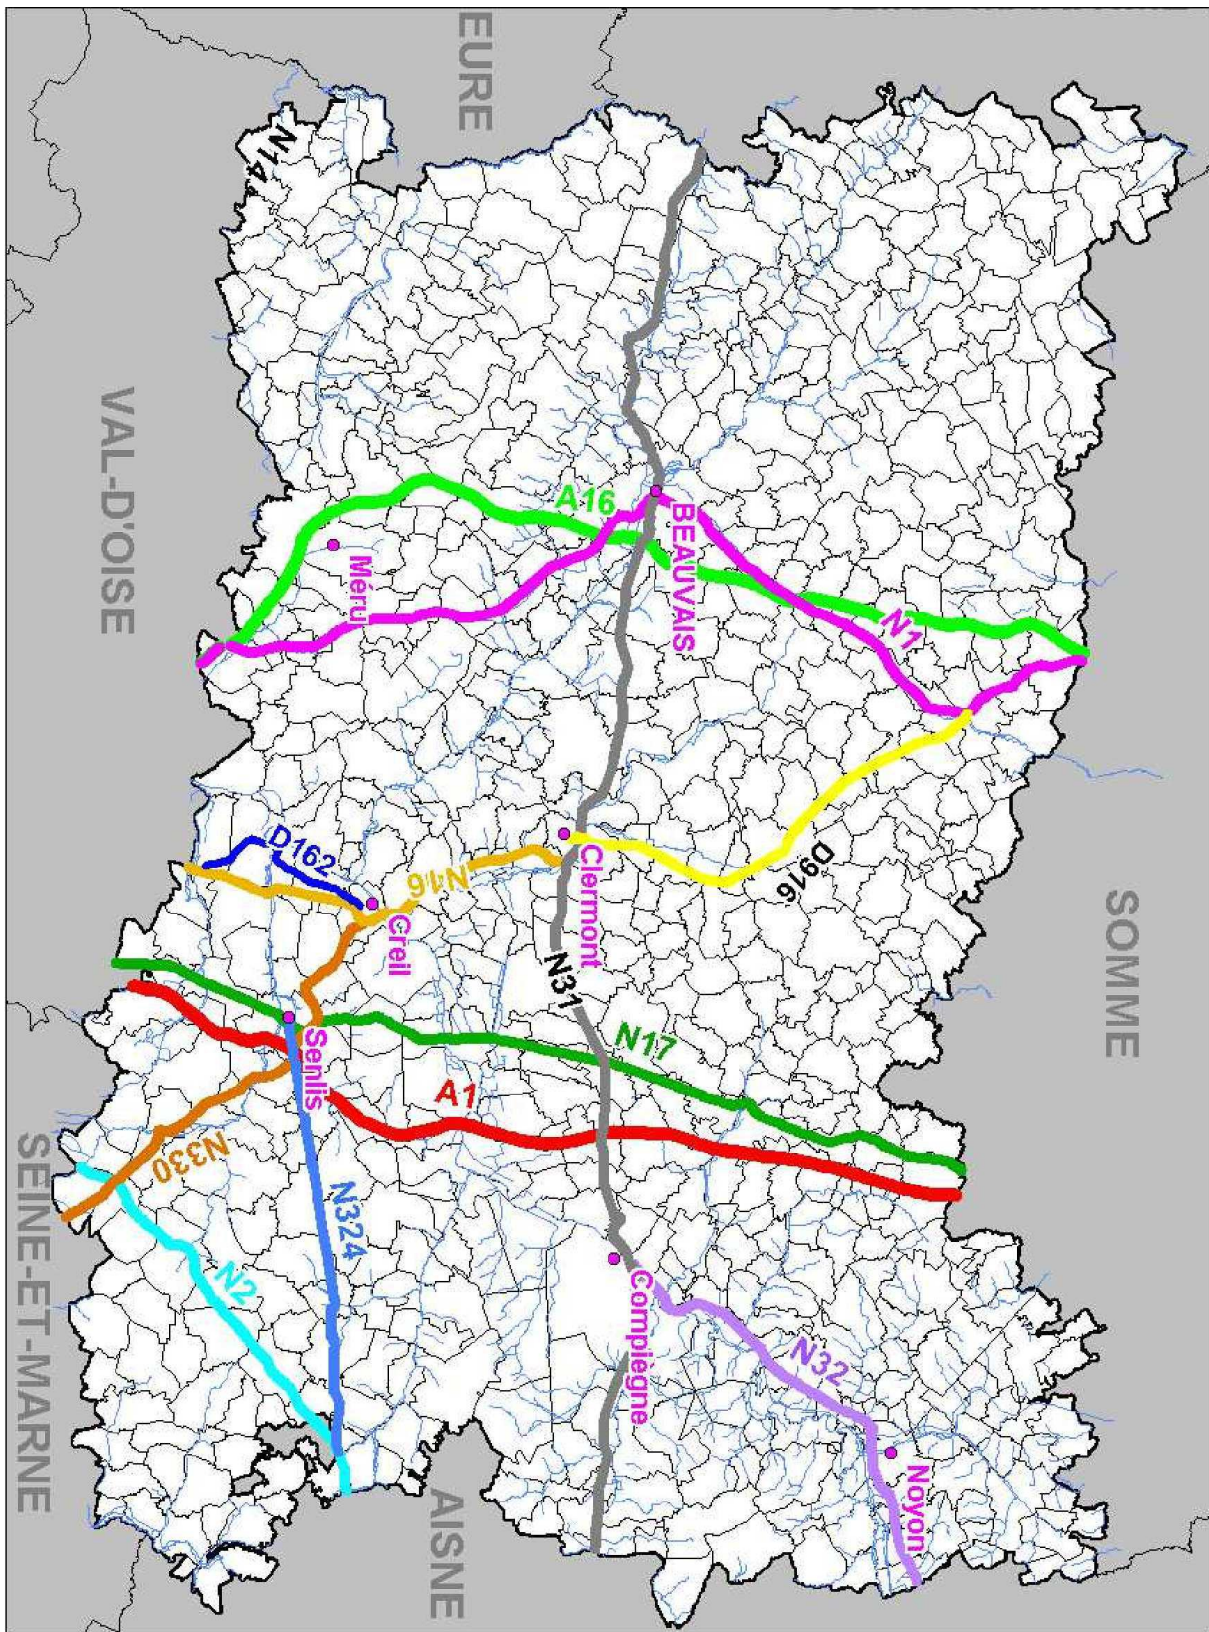 SOMME
Noyon
N1
D916
N32
BEAUVAIS
N17
Compiègne
Clermont
A16
N31
EURE
A1
AISNE
N16
Creil
Méru
N324
Senlis
D162
N14
N2
N330
VAL-D'OISE
SEINE-ET-MARNE